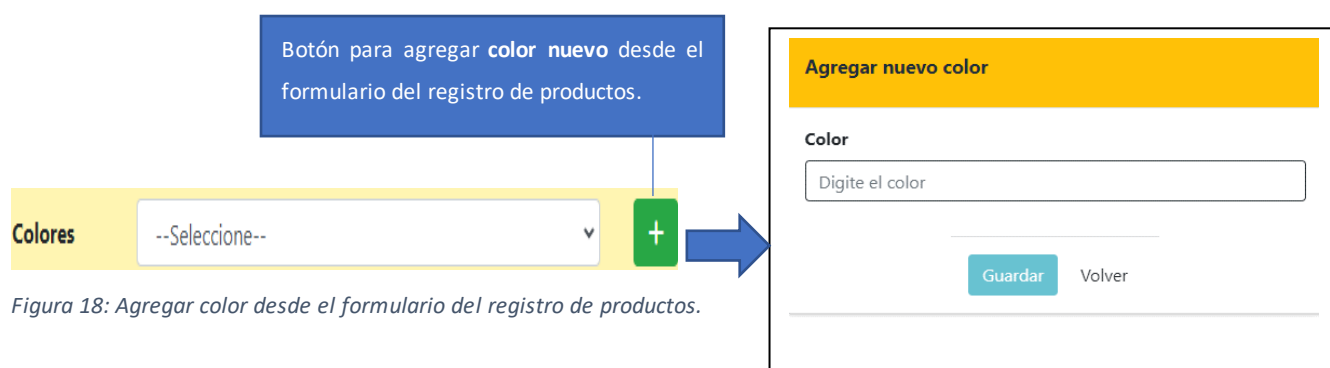 Botón para agregar color nuevo desde el
formulario del registro de productos.
Colores
--Seleccione--
+
Figura 18: Agregar color desde el formulario del registro de productos.
Agregar nuevo color
Color
Digite el color
Guardar
Volver